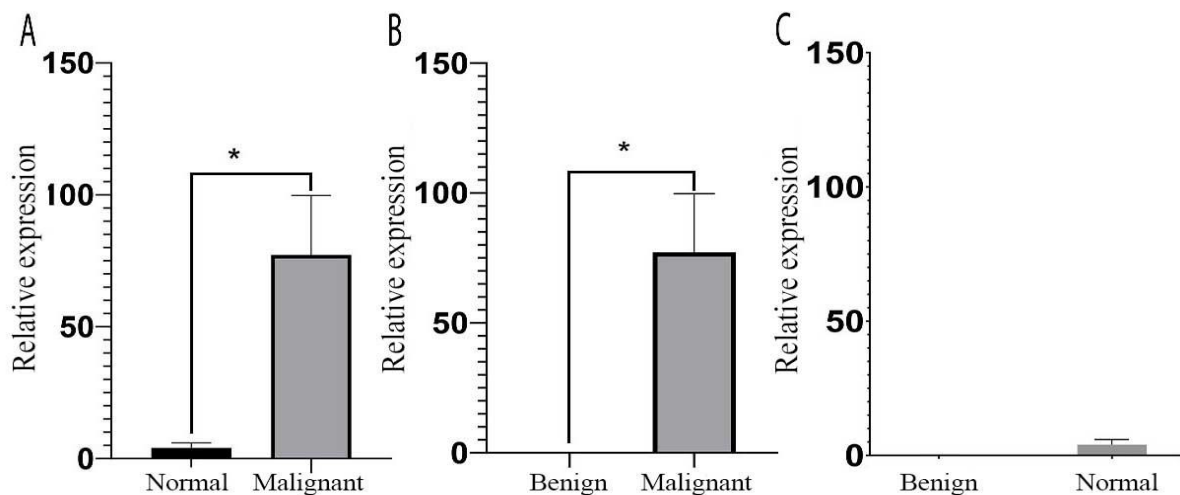 A
Relative expression
150
100
50
0
*
Normal Malignant
B
Relative expression
150
100
50
0
*
Benign Malignant
C
Relative expression
150
100
50
0
Benign Normal